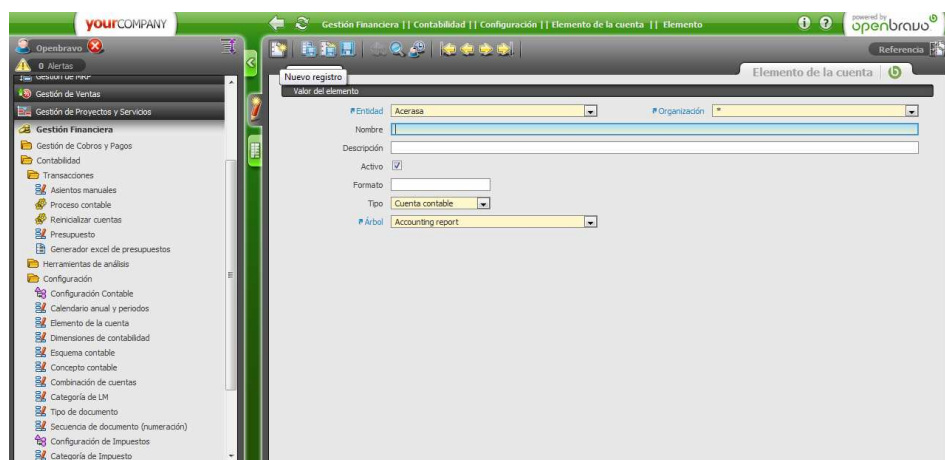 yourCOMPANY
Gestión Financiera || Contabilidad || Configuración || Elemento de la cuenta || Elemento
powered by
openbravo
Openbravo
0 Alertas
Referencia
Nuevo registro
Elemento de la cuenta
Gestión de MRP
Gestión de Ventas
Gestión de Proyectos y Servicios
Gestión Financiera
Gestión de Cobros y Pagos
Contabilidad
Transacciones
Asientos manuales
Proceso contable
Reinicializar cuentas
Presupuesto
Generador excel de presupuestos
Herramientas de análisis
Configuración
Configuración Contable
Calendario anual y periodos
Elemento de la cuenta
Dimensiones de contabilidad
Esquema contable
Concepto contable
Combinación de cuentas
Categoría de LM
Tipo de documento
Secuencia de documento (numeración)
Configuración de Impuestos
Categoría de Impuesto
Valor del elemento
Entidad Acerasa Organización *
Nombre
Descripción
Activo
Formato
Tipo Cuenta contable
Árbol Accounting report